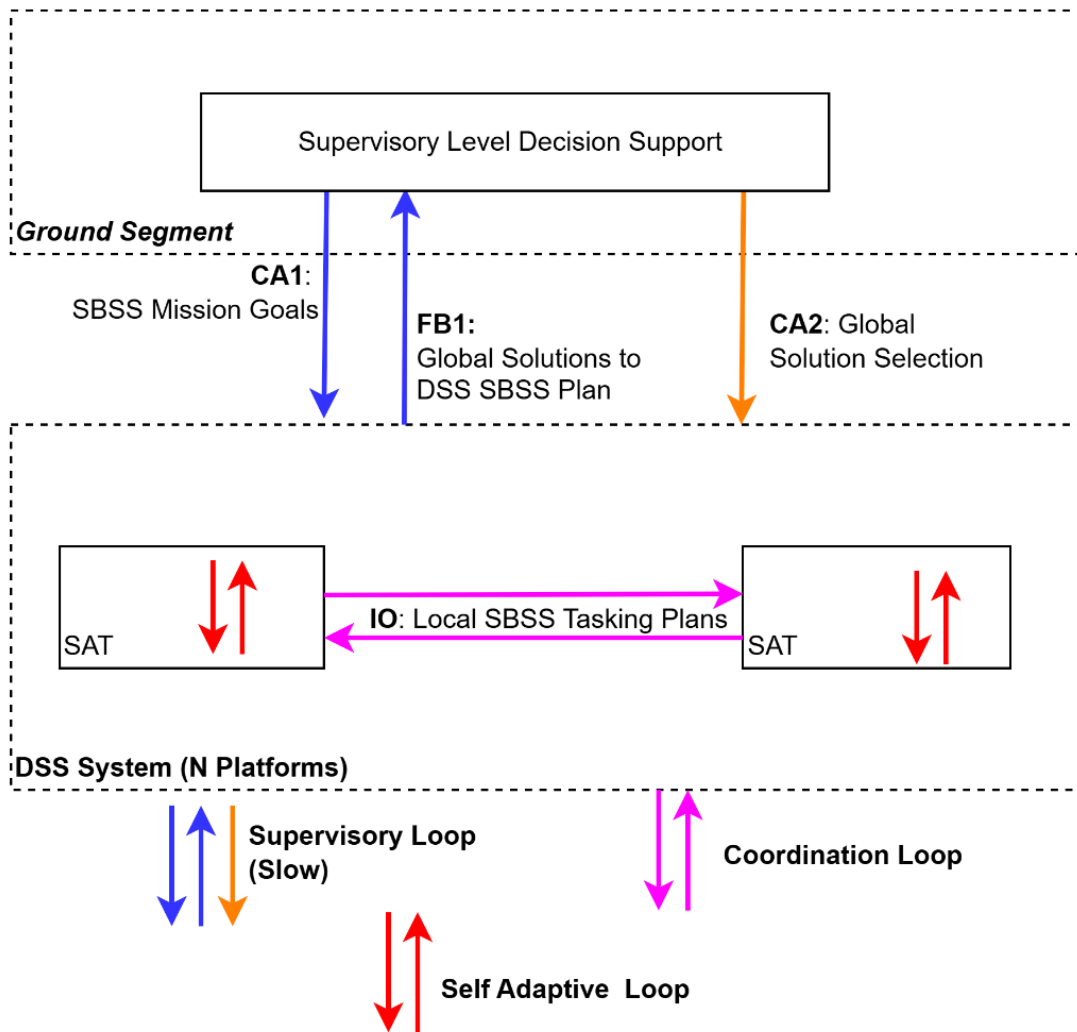 Supervisory Level Decision Support
Ground Segment
CA1:
SBSS Mission Goals
FB1:
Global Solutions to
DSS SBSS Plan
CA2: Global
Solution Selection
IO: Local SBSS Tasking Plans
SAT
SAT
DSS System (N Platforms)
Supervisory Loop
(Slow)
Coordination Loop
Self Adaptive  Loop